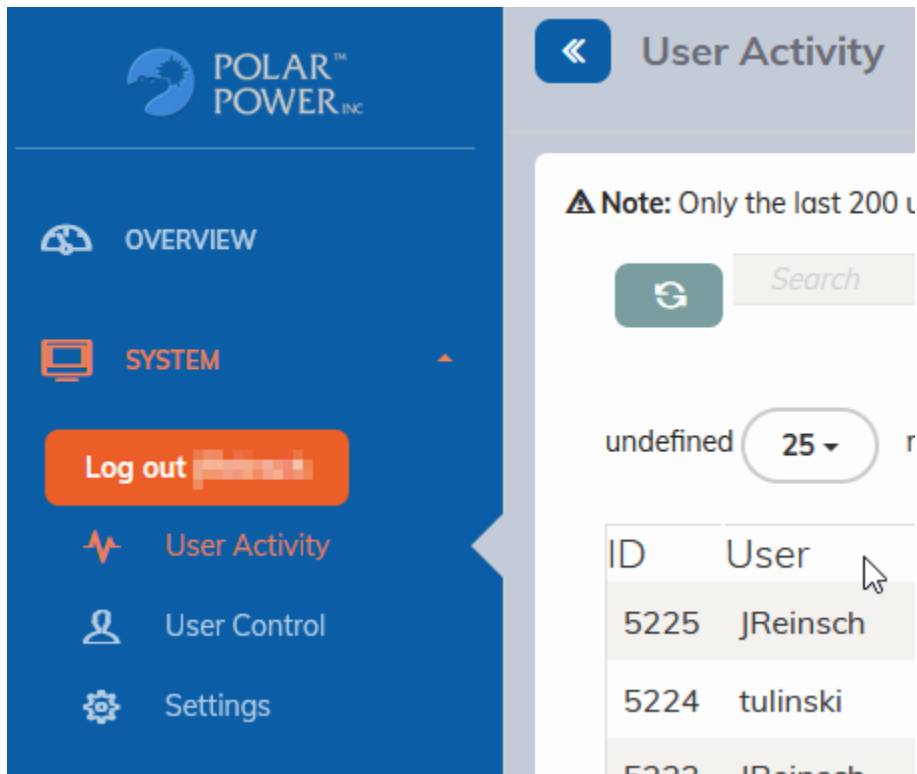 POLAR™
POWER INC
OVERVIEW
SYSTEM
Log out
User Activity
User Control
Settings
User Activity
Note: Only the last 200 u
Search
undefined 25 r
ID User
5225 JReinsch
5224 tulinski